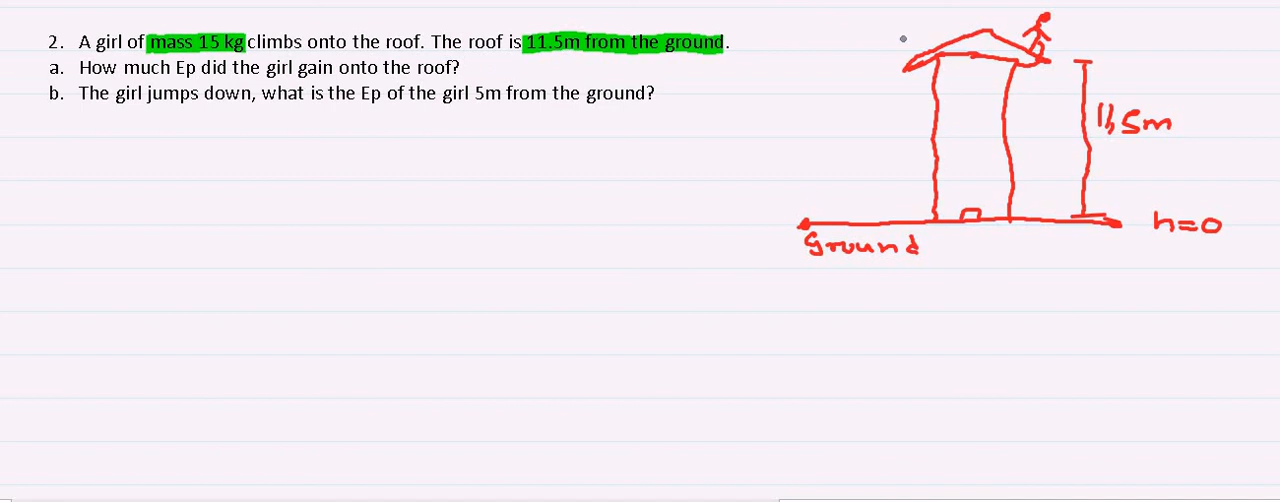 2. A girl of mass 15 kg climbs onto the roof. The roof is 11.5m from the ground.
a. How much Ep did the girl gain onto the roof?
b. The girl jumps down, what is the Ep of the girl 5m from the ground?
11,5m
h=0
Ground